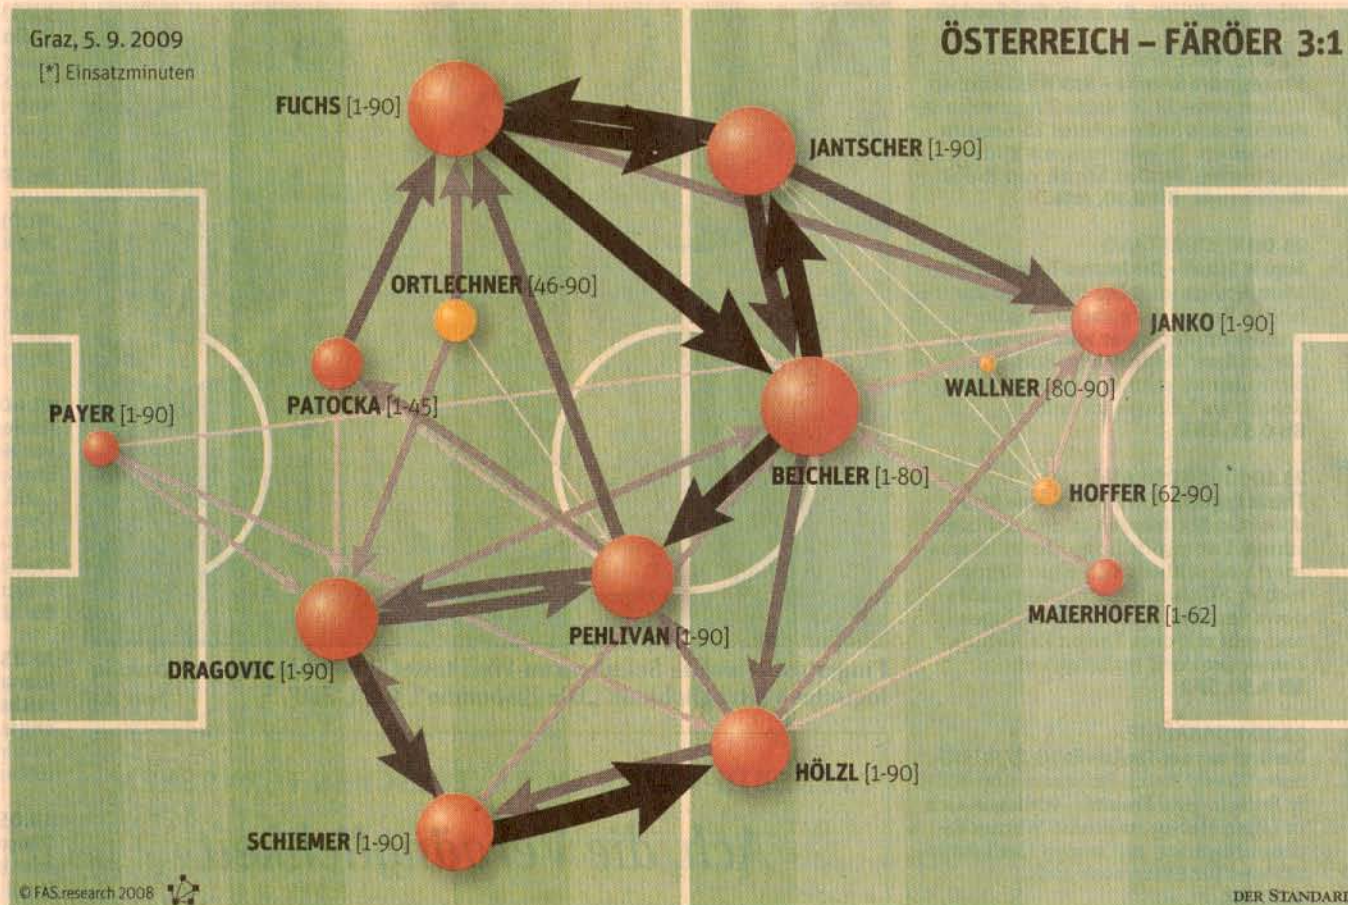 Graz, 5. 9. 2009
[*] Einsatzminuten
ÖSTERREICH – FÄRÖER 3:1
FUCHS [1-90]
JANTSCHER [1-90]
ORTLECHNER [46-90]
JANKO [1-90]
WALLNER [80-90]
PATOCKA [1-45]
PAYER [1-90]
BEICHLER [1-80]
HOFFER [62-90]
MAIERHOFER [1-62]
PEHLIVAN [1-90]
DRAGOVIC [1-90]
HÖLZL [1-90]
SCHIEMER [1-90]
© FAS.research 2008
DER STANDARD